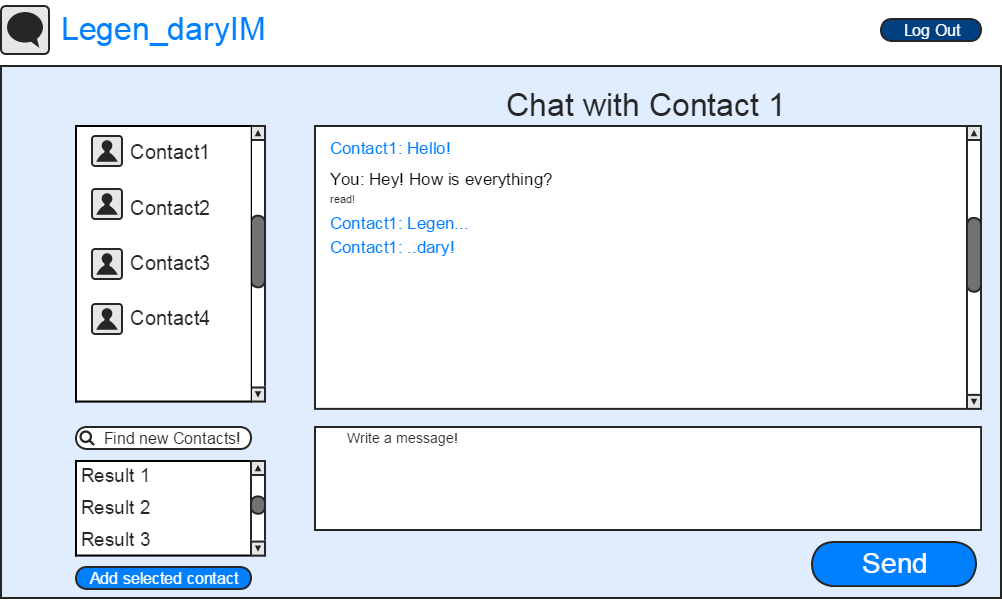 Legen_daryIM
Log Out
Chat with Contact 1
Contact1
Contact2
Contact3
Contact4
Contact1: Hello!
You: Hey! How is everything?
read!
Contact1: Legen...
Contact1: ..dary!
Find new Contacts!
Result 1
Result 2
Result 3
Add selected contact
Write a message!
Send